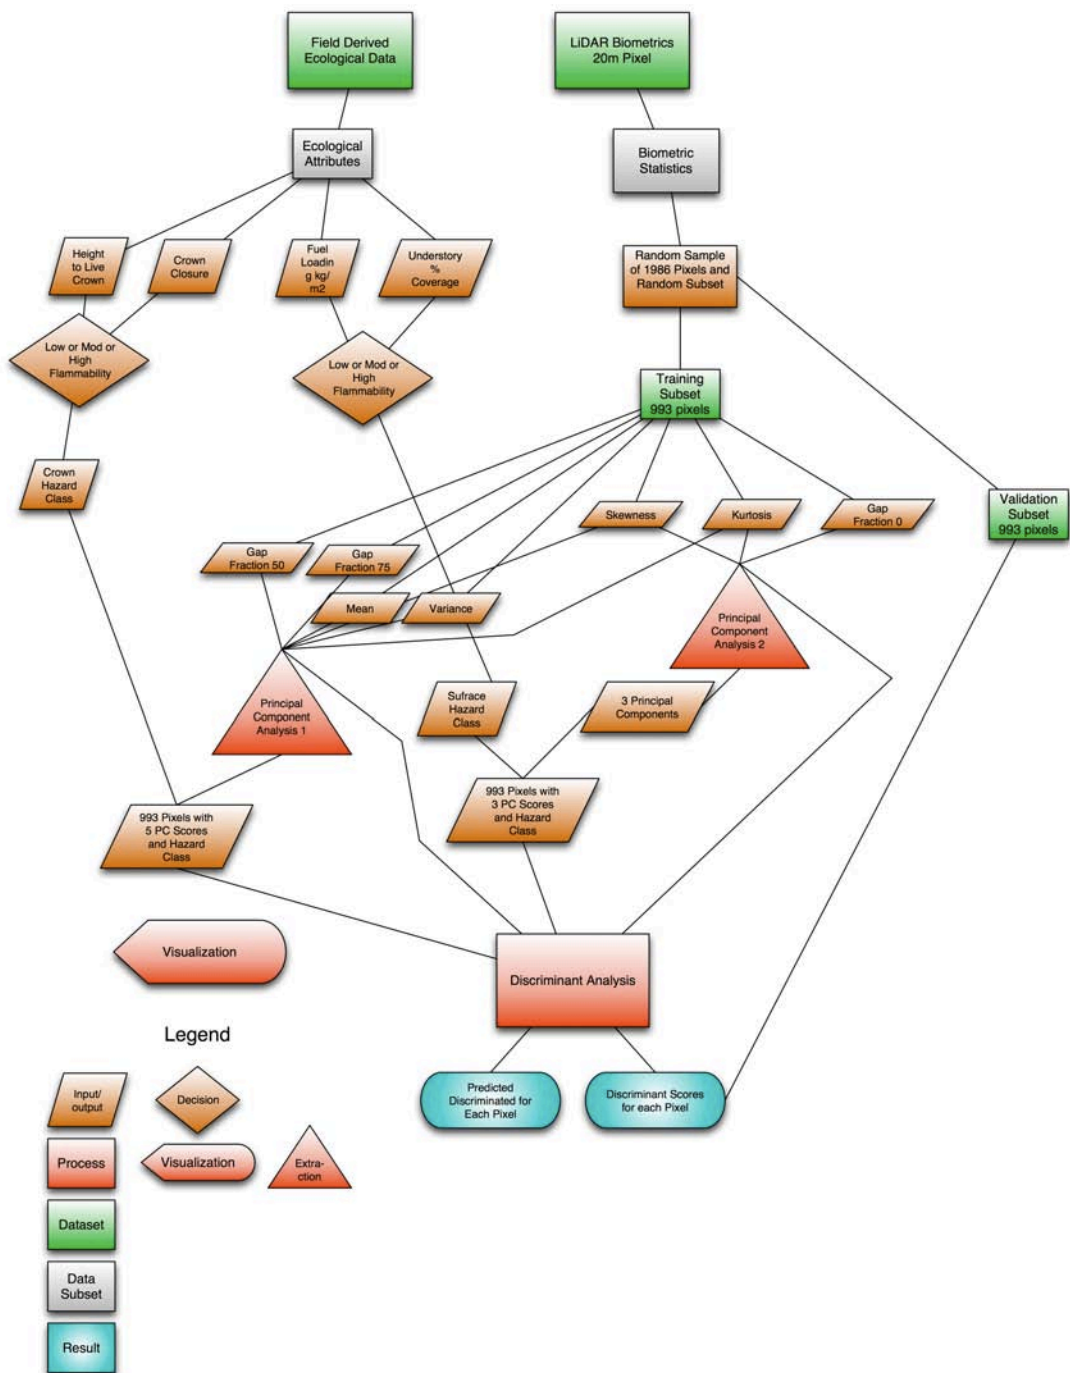 Field Derived
Ecological Data
LiDAR Biometrics
20m Pixel
Ecological
Attributes
Biometric
Statistics
Height
to Live
Crown
Crown
Closure
Fuel
Loadin
g kg/
m2
Understory
%
Coverage
Random Sample
of 1986 Pixels and
Random Subset
Low or Mod or
High
Flammability
Low or Mod or
High
Flammability
Training
Subset
993 pixels
Crown
Hazard
Class
Skewness
Kurtosis
Gap
Fraction 0
Validation
Subset
993 pixels
Gap
Fraction 50
Gap
Fraction 75
Mean
Variance
Principal
Component
Analysis 2
Principal
Component
Analysis 1
Sufrace
Hazard
Class
3 Principal
Components
993 Pixels with
5 PC Scores
and Hazard
Class
993 Pixels with
3 PC Scores
and Hazard
Class
Visualization
Discriminant Analysis
Legend
Predicted
Discriminated for
Each Pixel
Discriminant Scores
for each Pixel
Input/
output
Decision
Process
Visualization
Extra-
ction
Dataset
Data
Subset
Result